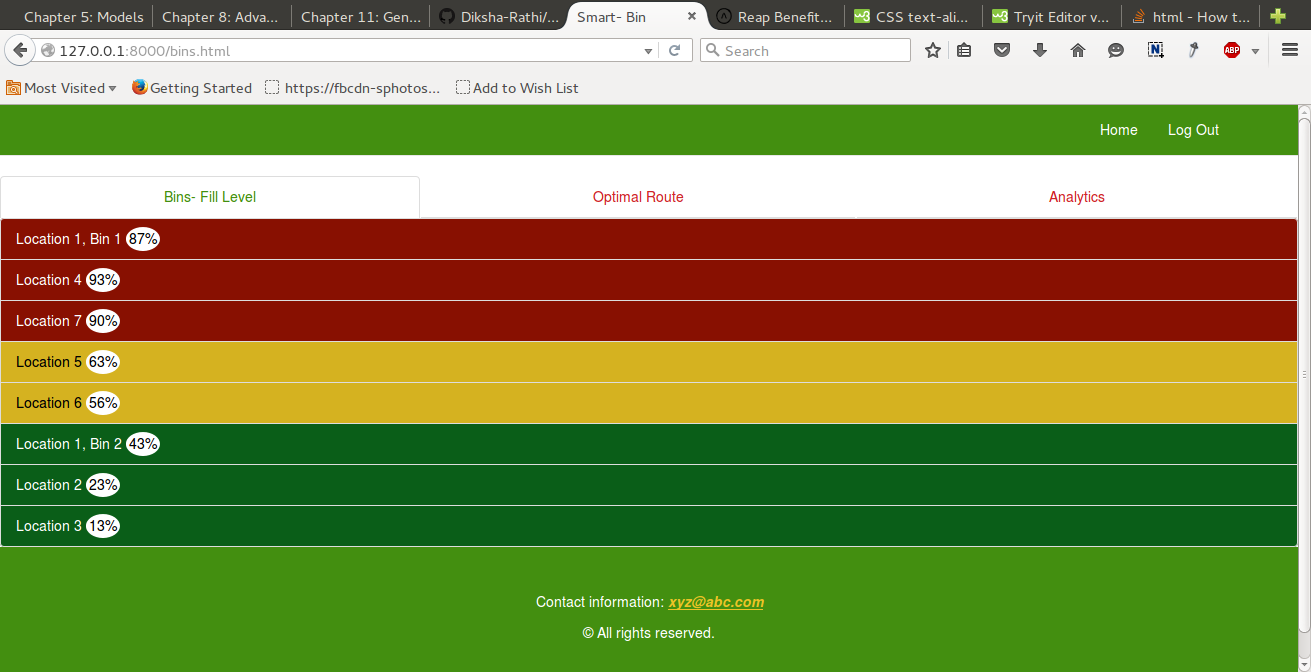 Chapter 5: Models
Chapter 8: Adva...
Chapter 11: Gen...
Diksha-Rathi/...
Smart- Bin
Reap Benefit...
CSS text-ali...
Tryit Editor v...
html - How t...
127.0.0.1:8000/bins.html
Search
ABP
Most Visited
Getting Started
https://fbcdn-sphotos...
Add to Wish List
Home
Log Out
Bins- Fill Level
Optimal Route
Analytics
Location 1, Bin 1 87%
Location 4 93%
Location 7 90%
Location 5 63%
Location 6 56%
Location 1, Bin 2 43%
Location 2 23%
Location 3 13%
Contact information: xyz@abc.com
© All rights reserved.